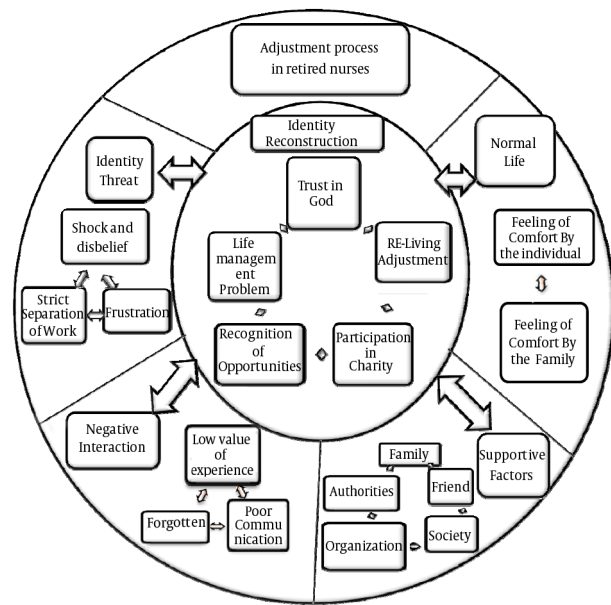 Adjustment process
in retired nurses
Identity
Reconstruction
Identity
Threat
Normal
Life
Trust in
God
Shock and
disbelief
Life
managem
ent
Problem
RE-Living
Adjustment
Feeling of
Comfort By
the individual
Strict
Separation
of Work
Frustration
Recognition
of
Opportunities
Participation
in
Charity
Feeling of
Comfort By
the Family
Negative
Interaction
Low value
of
experience
Family
Supportive
Factors
Authorities
Friend
Forgotten
Poor
Commu
nication
Organization
Society